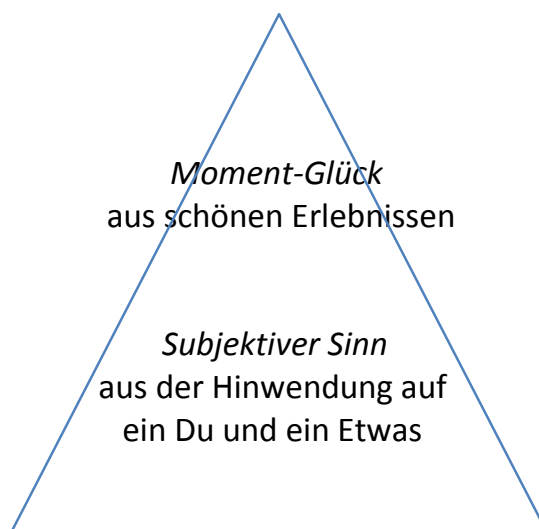 Moment-Glück
aus schönen Erlebnissen
Subjektiver Sinn
aus der Hinwendung auf
ein Du und ein Etwas